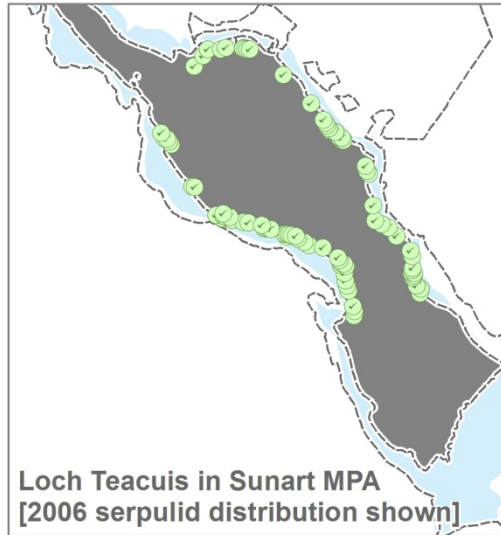 Loch Teacuis in Sunart MPA
[2006 serpulid distribution shown]